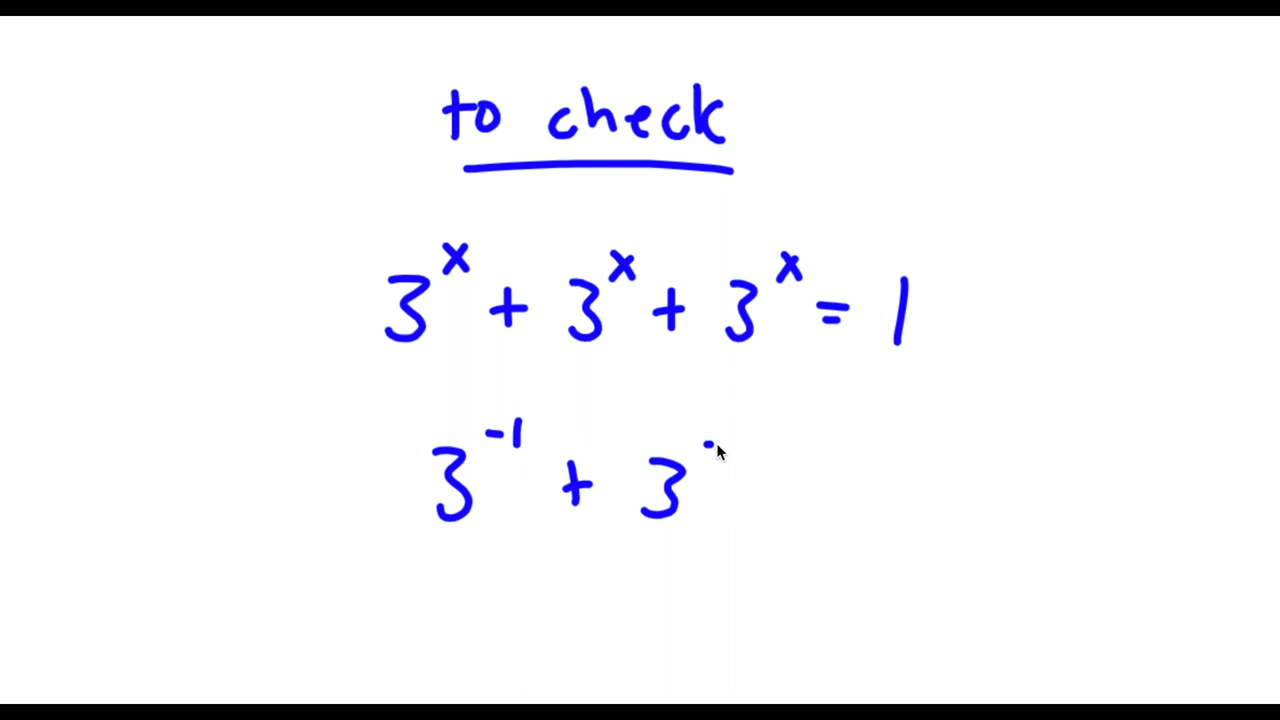 to check
3^x + 3^x + 3^x = 1
3^-1 + 3^-